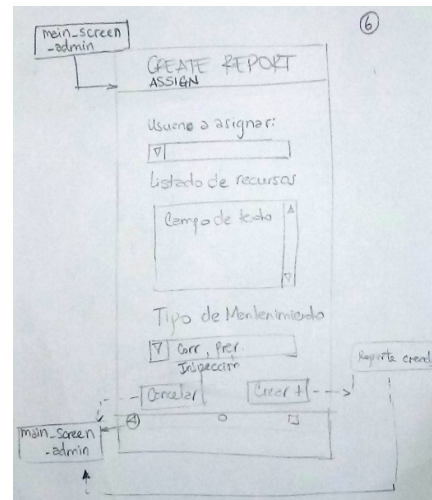 6
main_screen
-admin
CREATE REPORT
ASSIGN
Usuario a asignar:
Listado de recursos
Campo de texto
Tipo de Mantenimiento
Corr, Prev.
Inspección
Cancelar
Crear +
Reporte cread
main_screen
-admin